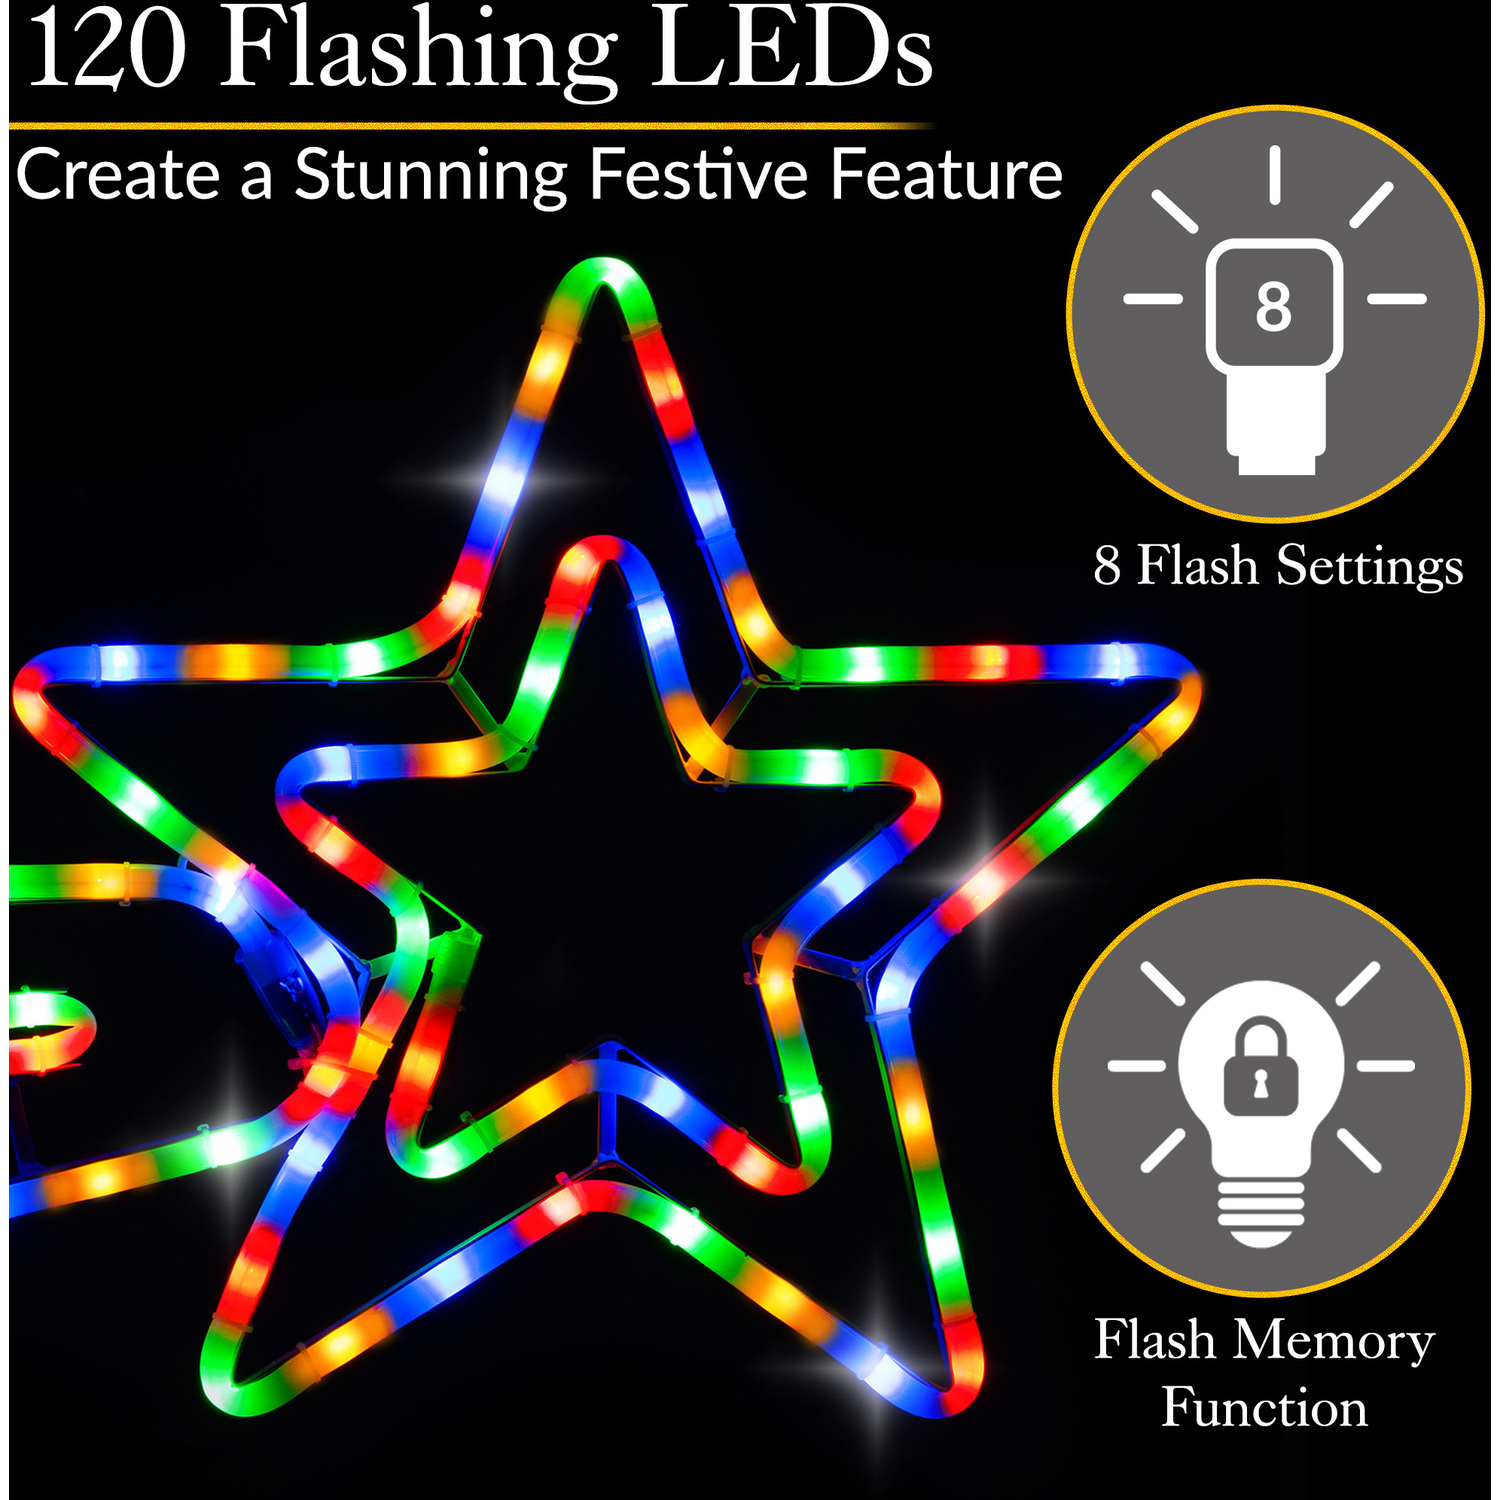 120 Flashing LEDs
Create a Stunning Festive Feature
8
8 Flash Settings
Flash Memory
Function